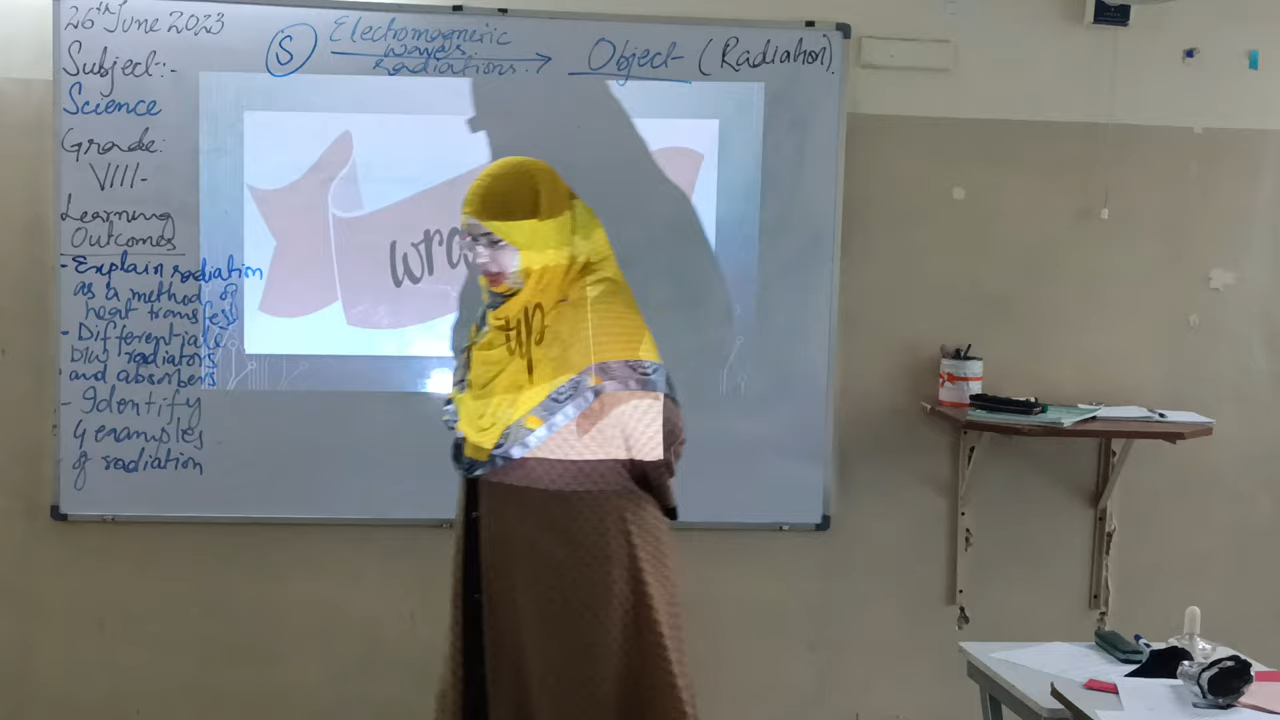 26th June 2023
Subject:-
Science
Grade:
VIII-
Learning
Outcomes
- Explain radiation
as a method of
heat transfer
- Differentiate
b/w radiators
and absorbers
- Identify
4 examples
of radiation
S Electromagneric
waves
radiations. → Object- (Radiation).
wra
up